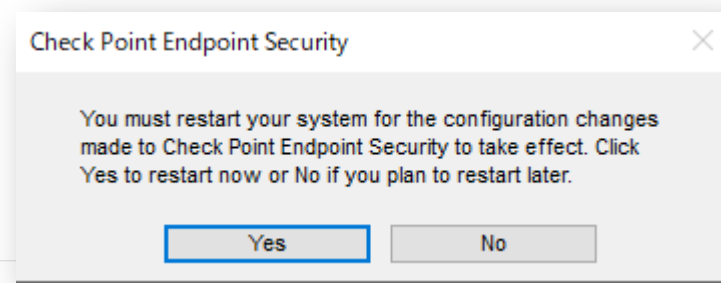 Check Point Endpoint Security
You must restart your system for the configuration changes
made to Check Point Endpoint Security to take effect. Click
Yes to restart now or No if you plan to restart later.
Yes
No